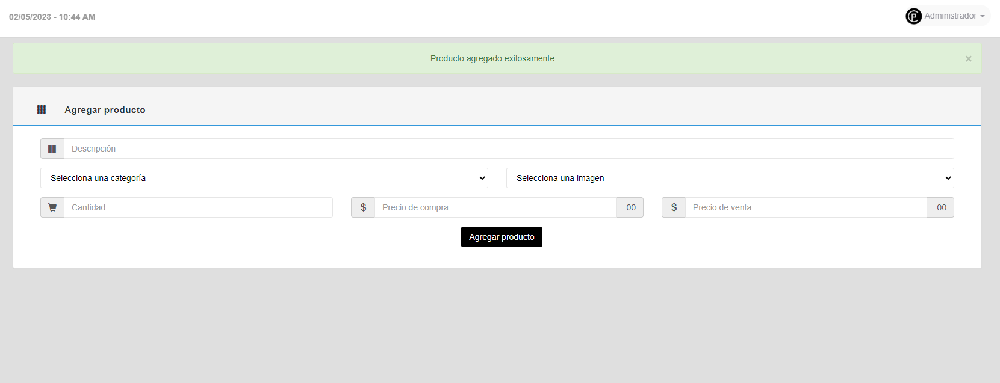 02/05/2023 - 10:44 AM
Administrador
Producto agregado exitosamente.
×
Agregar producto
Descripción
Selecciona una categoría
Selecciona una imagen
Cantidad
$ Precio de compra .00
$ Precio de venta .00
Agregar producto